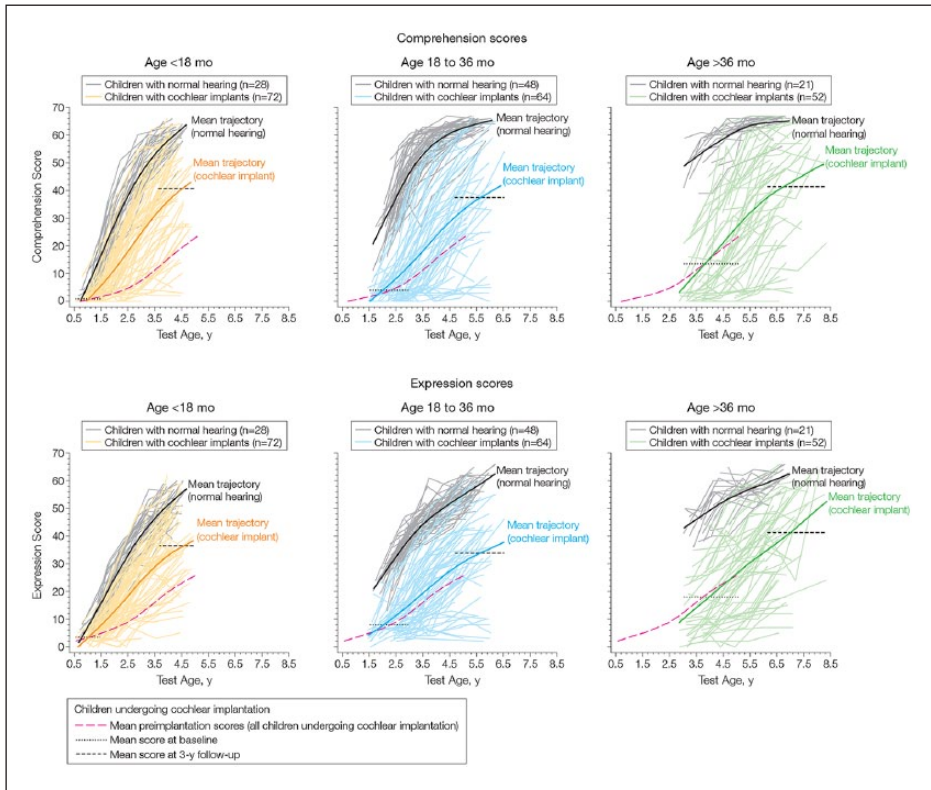 Comprehension scores
Age <18 mo
Age 18 to 36 mo
Age >36 mo
Children with normal hearing (n=28)
Children with cochlear implants (n=72)
Children with normal hearing (n=48)
Children with cochlear implants (n=64)
Children with normal hearing (n=21)
Children with cochlear implants (n=52)
Comprehension Score
70
60
50
40
30
20
10
0
Mean trajectory
(normal hearing)
Mean trajectory
(cochlear implant)
Mean trajectory
(normal hearing)
Mean trajectory
(cochlear implant)
Mean trajectory
(normal hearing)
Mean trajectory
(cochlear implant)
0.5 1.5 2.5 3.5 4.5 5.5 6.5 7.5 8.5
0.5 1.5 2.5 3.5 4.5 5.5 6.5 7.5 8.5
0.5 1.5 2.5 3.5 4.5 5.5 6.5 7.5 8.5
Test Age, y
Test Age, y
Test Age, y
Expression scores
Age <18 mo
Age 18 to 36 mo
Age >36 mo
Children with normal hearing (n=28)
Children with cochlear implants (n=72)
Children with normal hearing (n=48)
Children with cochlear implants (n=64)
Children with normal hearing (n=21)
Children with cochlear implants (n=52)
Expression Score
70
60
50
40
30
20
10
0
Mean trajectory
(normal hearing)
Mean trajectory
(cochlear implant)
Mean trajectory
(normal hearing)
Mean trajectory
(cochlear implant)
Mean trajectory
(normal hearing)
Mean trajectory
(cochlear implant)
0.5 1.5 2.5 3.5 4.5 5.5 6.5 7.5 8.5
0.5 1.5 2.5 3.5 4.5 5.5 6.5 7.5 8.5
0.5 1.5 2.5 3.5 4.5 5.5 6.5 7.5 8.5
Test Age, y
Test Age, y
Test Age, y
Children undergoing cochlear implantation
Mean preimplantation scores (all children undergoing cochlear implantation)
Mean score at baseline
Mean score at 3-y follow-up